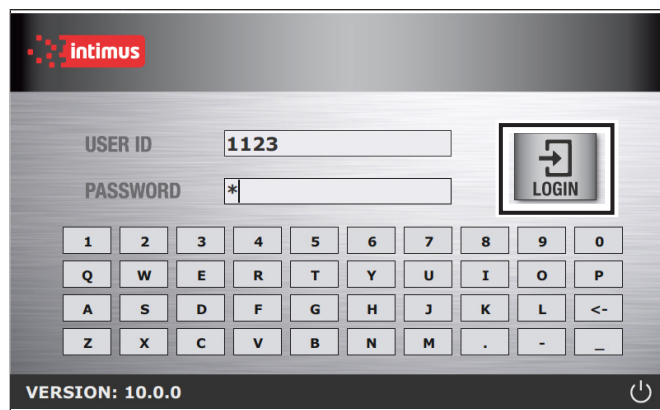 intimus
USER ID 1123
PASSWORD *
LOGIN
1 2 3 4 5 6 7 8 9 0
Q W E R T Y U I O P
A S D F G H J K L <-
Z X C V B N M . - _
VERSION: 10.0.0